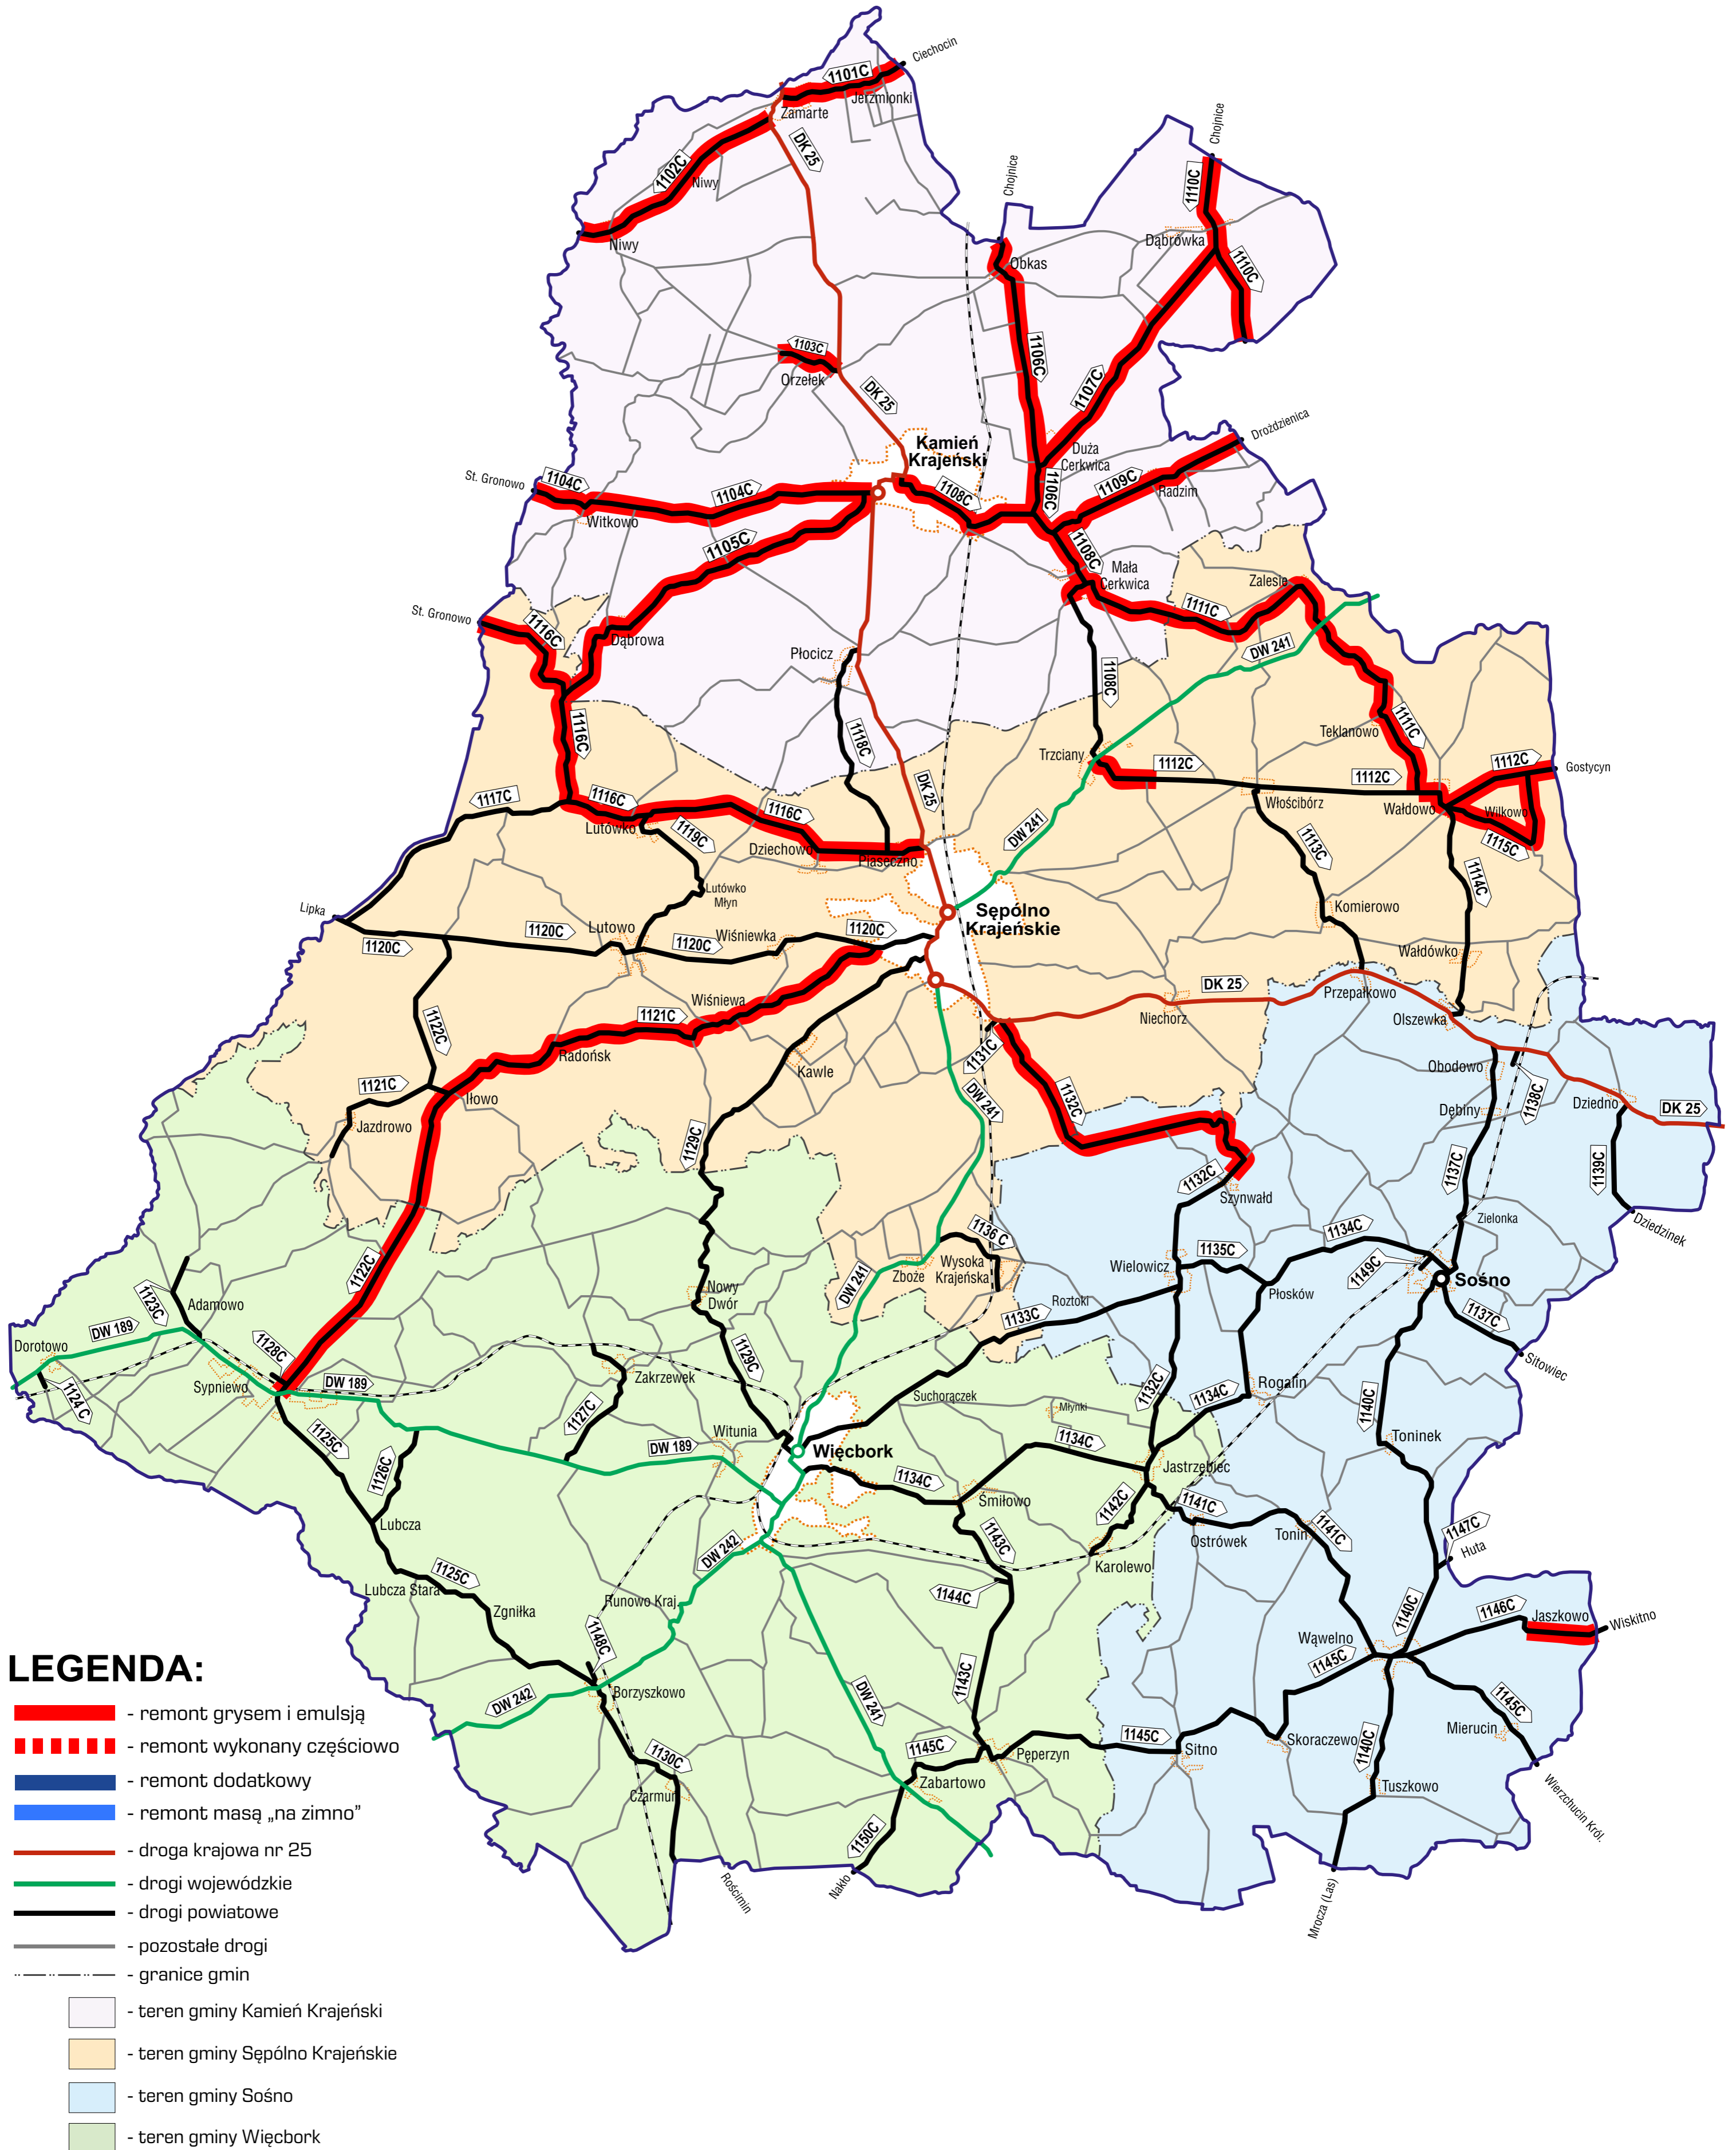 Ciechocin
1101C
Jerzmionki
Zamarte
DK 25
1102C
Niwy
Niwy
Chojnice
Chojnice
1110C
Dąbrówka
1110C
Obkas
1103C
Orzełek
DK 25
1106C
1107C
Drożdzienica
Kamień
Krajeński
Duża
Cerkwica
St. Gronowo
1104C
1104C
1108C
1106C
1109C
Radzim
Witkowo
1105C
1108C
Mała
Cerkwica
Zalesie
1111C
St. Gronowo
1116C
Dąbrowa
Płocicz
DW 241
1108C
1116C
1118C
Trzciany
Teklanowo
1111C
1112C
1112C
1112C
Gostycyn
DK 25
Włościbórz
Wałdowo
Wilkowo
1117C
1116C
1116C
Lutówko
1119C
Dziechowo
Piaseczno
DW 241
1113C
1115C
1114C
Lutówko
Młyn
Lipka
Sępólno
Krajeńskie
Komierowo
1120C
1120C
Lutowo
1120C
Wiśniewka
1120C
Wałdówko
DK 25
Przepałkowo
Niechorz
Olszewka
Wiśniewa
1121C
1122C
Radońsk
Kawle
1131C
1132C
DW 241
Obodowo
1138C
Dziedno
DK 25
1121C
Iłowo
Jazdrowo
Dębiny
1129C
1137C
1139C
1132C
Szynwałd
Zielonka
Dziedzinek
1136 C
1134C
1135C
Wielowicz
1149C
Sośno
Wysoka
Krajeńska
Zboże
1122C
DW 241
Nowy
Dwór
1133C
Roztoki
Płosków
1137C
Sitowiec
1123C
Adamowo
DW 189
Dorotowo
1128C
1129C
Sypniewo
DW 189
1124 C
Zakrzewek
1127C
Suchorączek
Młynki
1132C
1134C
Rogalin
1140C
1125C
1126C
Witunia
DW 189
Więcbork
1134C
1134C
Jastrzębiec
Toninek
Śmiłowo
1142C
1141C
Ostrówek
Tonin
1141C
1147C
Huta
Lubcza
DW 242
1143C
Karolewo
1125C
Lubcza Stara
Zgniłka
Runowo Kraj.
1144C
1140C
1146C
Jaszkowo
Wiskitno
1148C
Wąwelno
1145C
1143C
DW 242
Borzyszkowo
DW 241
1145C
Mierucin
1145C
Skoraczewo
1140C
Sitno
1145C
Pęperzyn
1130C
Czarmuń
Zabartowo
Tuszkowo
Wierzchucin Król.
1150C
Nakło
Rościmin
Mrocza (Las)
LEGENDA:
- remont grysem i emulsją
- remont wykonany częściowo
- remont dodatkowy
- remont masą „na zimno”
- droga krajowa nr 25
- drogi wojewódzkie
- drogi powiatowe
- pozostałe drogi
- granice gmin
- teren gminy Kamień Krajeński
- teren gminy Sępólno Krajeńskie
- teren gminy Sośno
- teren gminy Więcbork